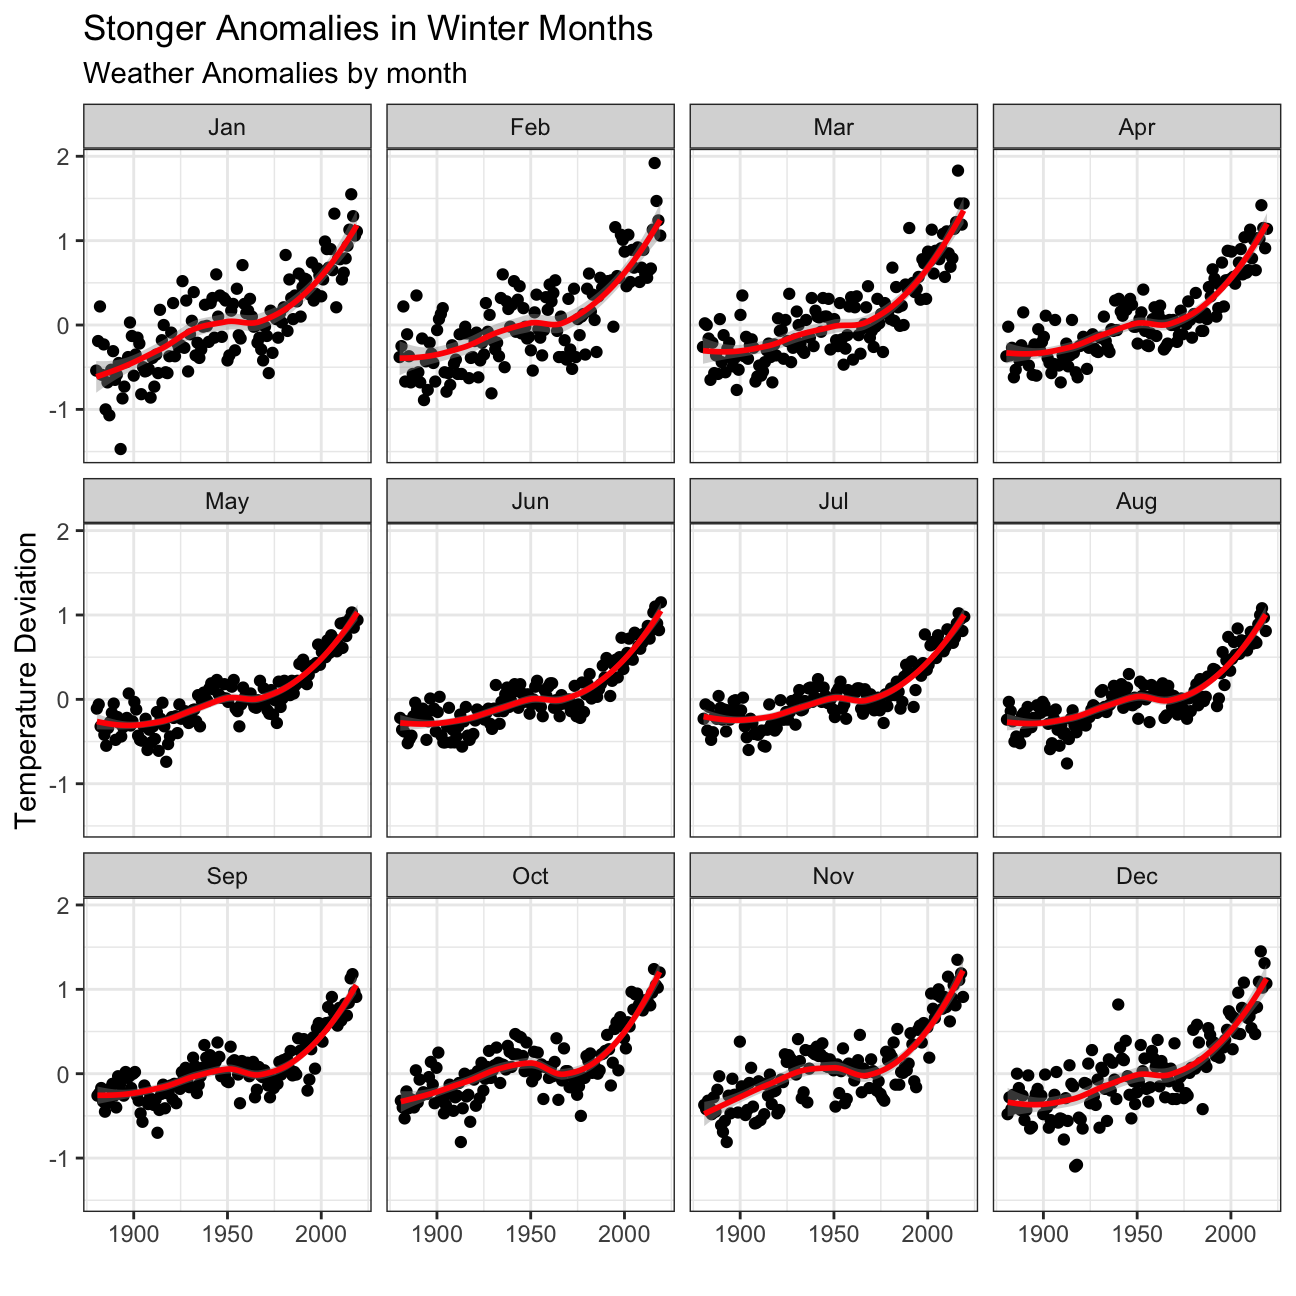 Stonger Anomalies in Winter Months
Weather Anomalies by month
Jan Feb Mar Apr
2
1
0
-1
May Jun Jul Aug
2
1
0
-1
Temperature Deviation
Sep Oct Nov Dec
2
1
0
-1
1900 1950 2000 1900 1950 2000 1900 1950 2000 1900 1950 2000